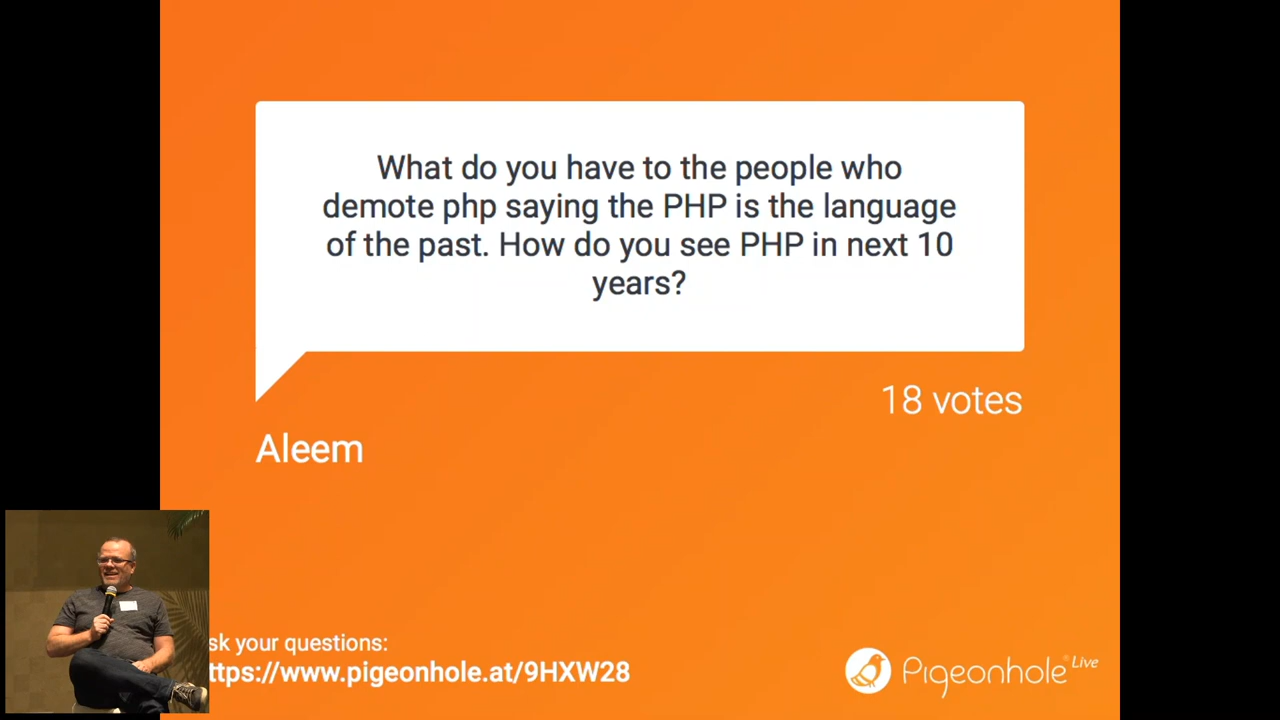 What do you have to the people who
demote php saying the PHP is the language
of the past. How do you see PHP in next 10
years?
18 votes
Aleem
sk your questions:
ttps://www.pigeonhole.at/9HXW28
Pigeonhole Live